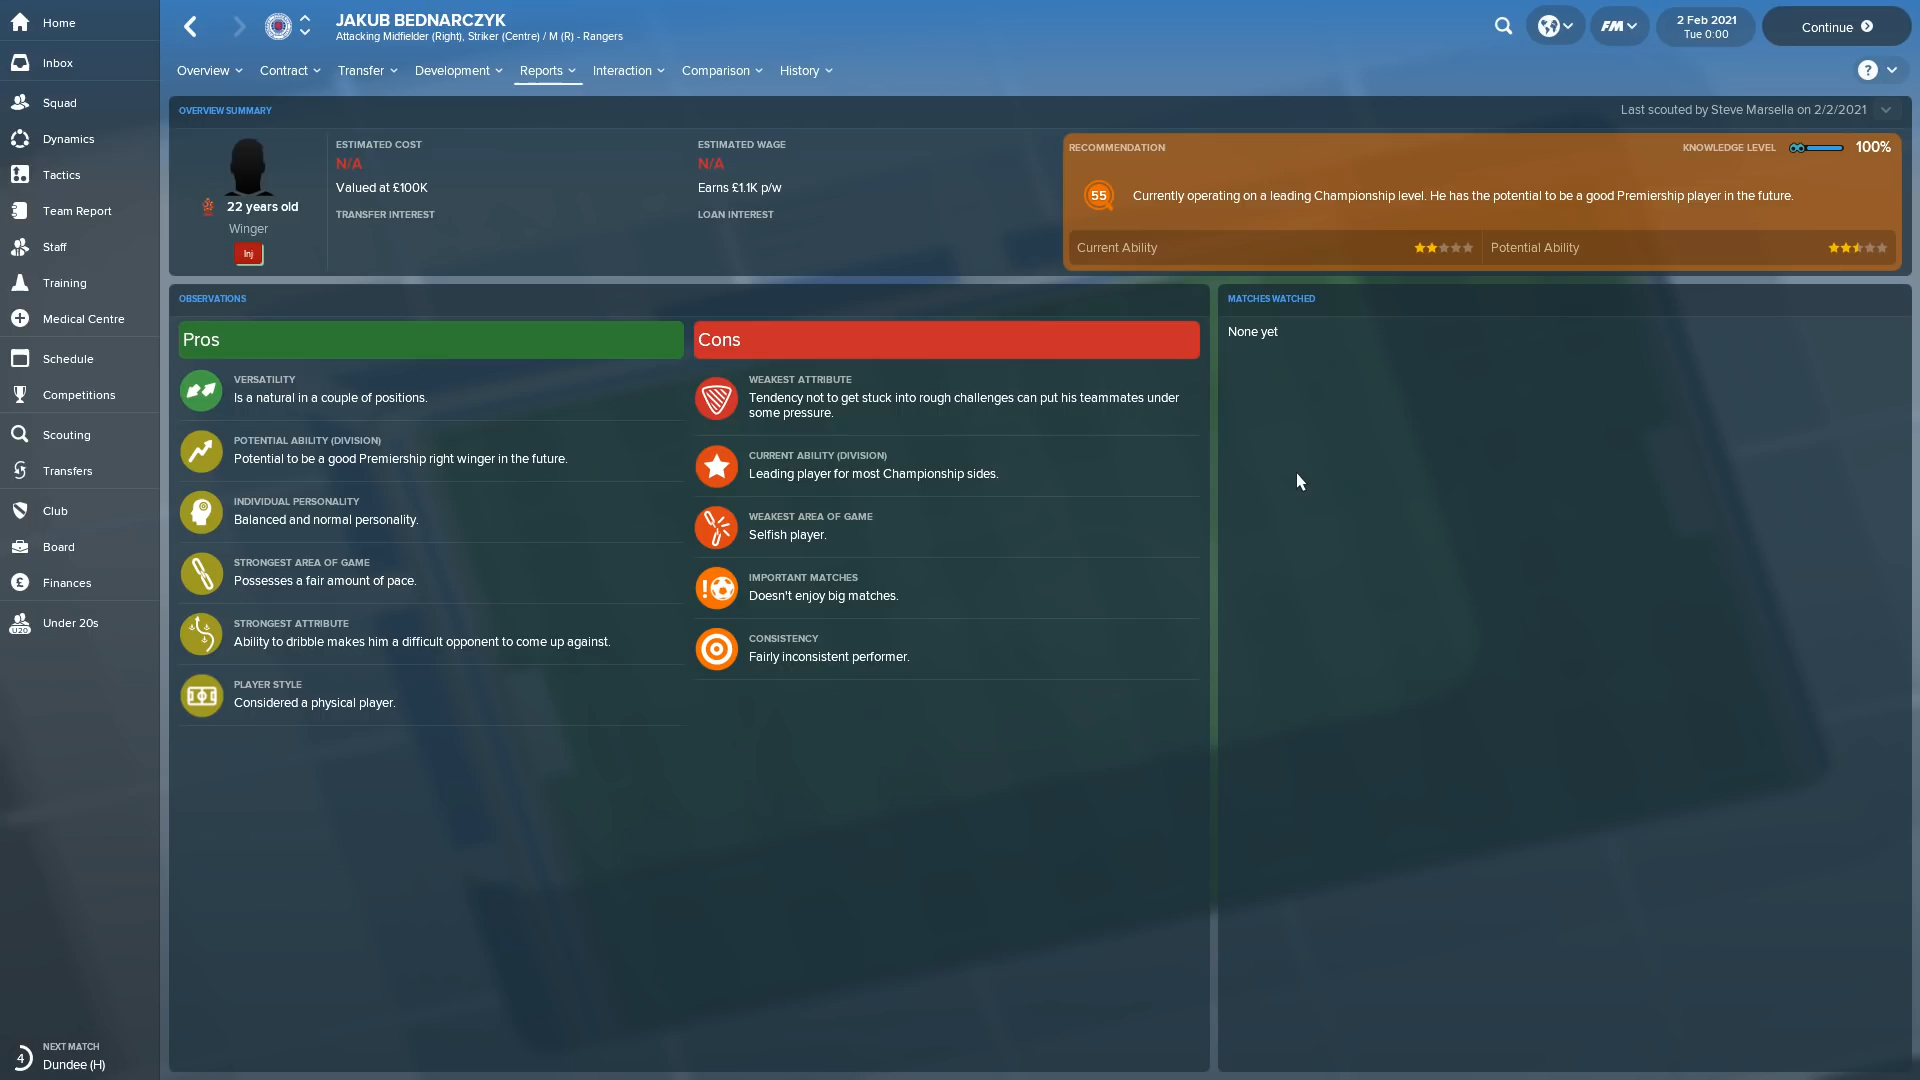 Home
Inbox
Squad
Dynamics
Tactics
Team Report
Staff
Training
Medical Centre
Schedule
Competitions
Scouting
Transfers
Club
Board
Finances
U20
Under 20s
4
NEXT MATCH
Dundee (H)
JAKUB BEDNARCZYK
Attacking Midfielder (Right), Striker (Centre) / M (R) - Rangers
FM
2 Feb 2021
Tue 0:00
Continue
Overview
Contract
Transfer
Development
Reports
Interaction
Comparison
History
?
OVERVIEW SUMMARY
Last scouted by Steve Marsella on 2/2/2021
22 years old
Winger
Inj
ESTIMATED COST
N/A
Valued at £100K
TRANSFER INTEREST
ESTIMATED WAGE
N/A
Earns £1.1K p/w
LOAN INTEREST
RECOMMENDATION
KNOWLEDGE LEVEL
100%
55
Currently operating on a leading Championship level. He has the potential to be a good Premiership player in the future.
Current Ability
Potential Ability
OBSERVATIONS
Pros
VERSATILITY
Is a natural in a couple of positions.
POTENTIAL ABILITY (DIVISION)
Potential to be a good Premiership right winger in the future.
INDIVIDUAL PERSONALITY
Balanced and normal personality.
STRONGEST AREA OF GAME
Possesses a fair amount of pace.
STRONGEST ATTRIBUTE
Ability to dribble makes him a difficult opponent to come up against.
PLAYER STYLE
Considered a physical player.
Cons
WEAKEST ATTRIBUTE
Tendency not to get stuck into rough challenges can put his teammates under
some pressure.
CURRENT ABILITY (DIVISION)
Leading player for most Championship sides.
WEAKEST AREA OF GAME
Selfish player.
IMPORTANT MATCHES
Doesn't enjoy big matches.
CONSISTENCY
Fairly inconsistent performer.
MATCHES WATCHED
None yet